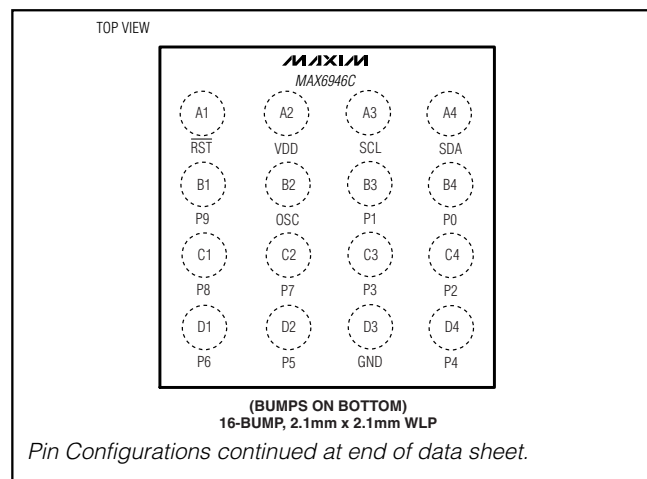 TOP VIEW
MAXIM
MAX6946C
A1 A2 A3 A4
RST VDD SCL SDA
B1 B2 B3 B4
P9 OSC P1 P0
C1 C2 C3 C4
P8 P7 P3 P2
D1 D2 D3 D4
P6 P5 GND P4
(BUMPS ON BOTTOM)
16-BUMP, 2.1mm x 2.1mm WLP
Pin Configurations continued at end of data sheet.